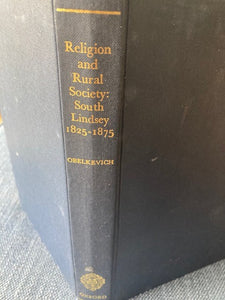 Religion
and
Rural
Society:
South
Lindsey
1825-1875
OBELKEVICH
OXFORD